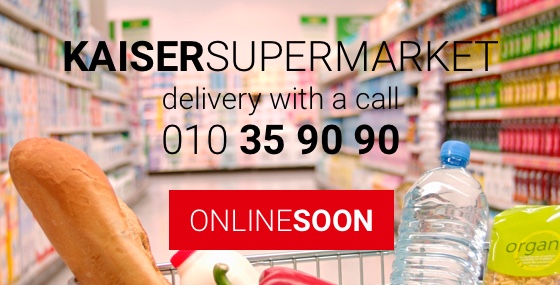 KAISERSUPERMARKET
delivery with a call
010 35 90 90
ONLINESOON
organ